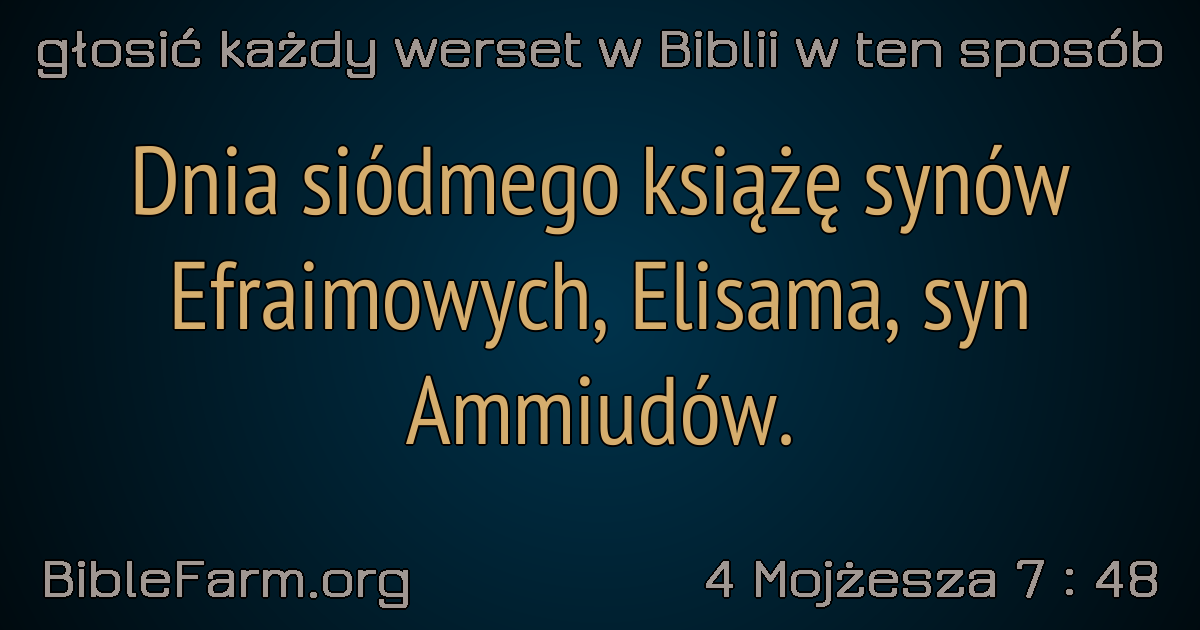 głosić każdy werset w Biblii w ten sposób
Dnia siódmego książę synów
Efraimowych, Elisama, syn
Ammiudów.
BibleFarm.org
4 Mojżesza 7 : 48